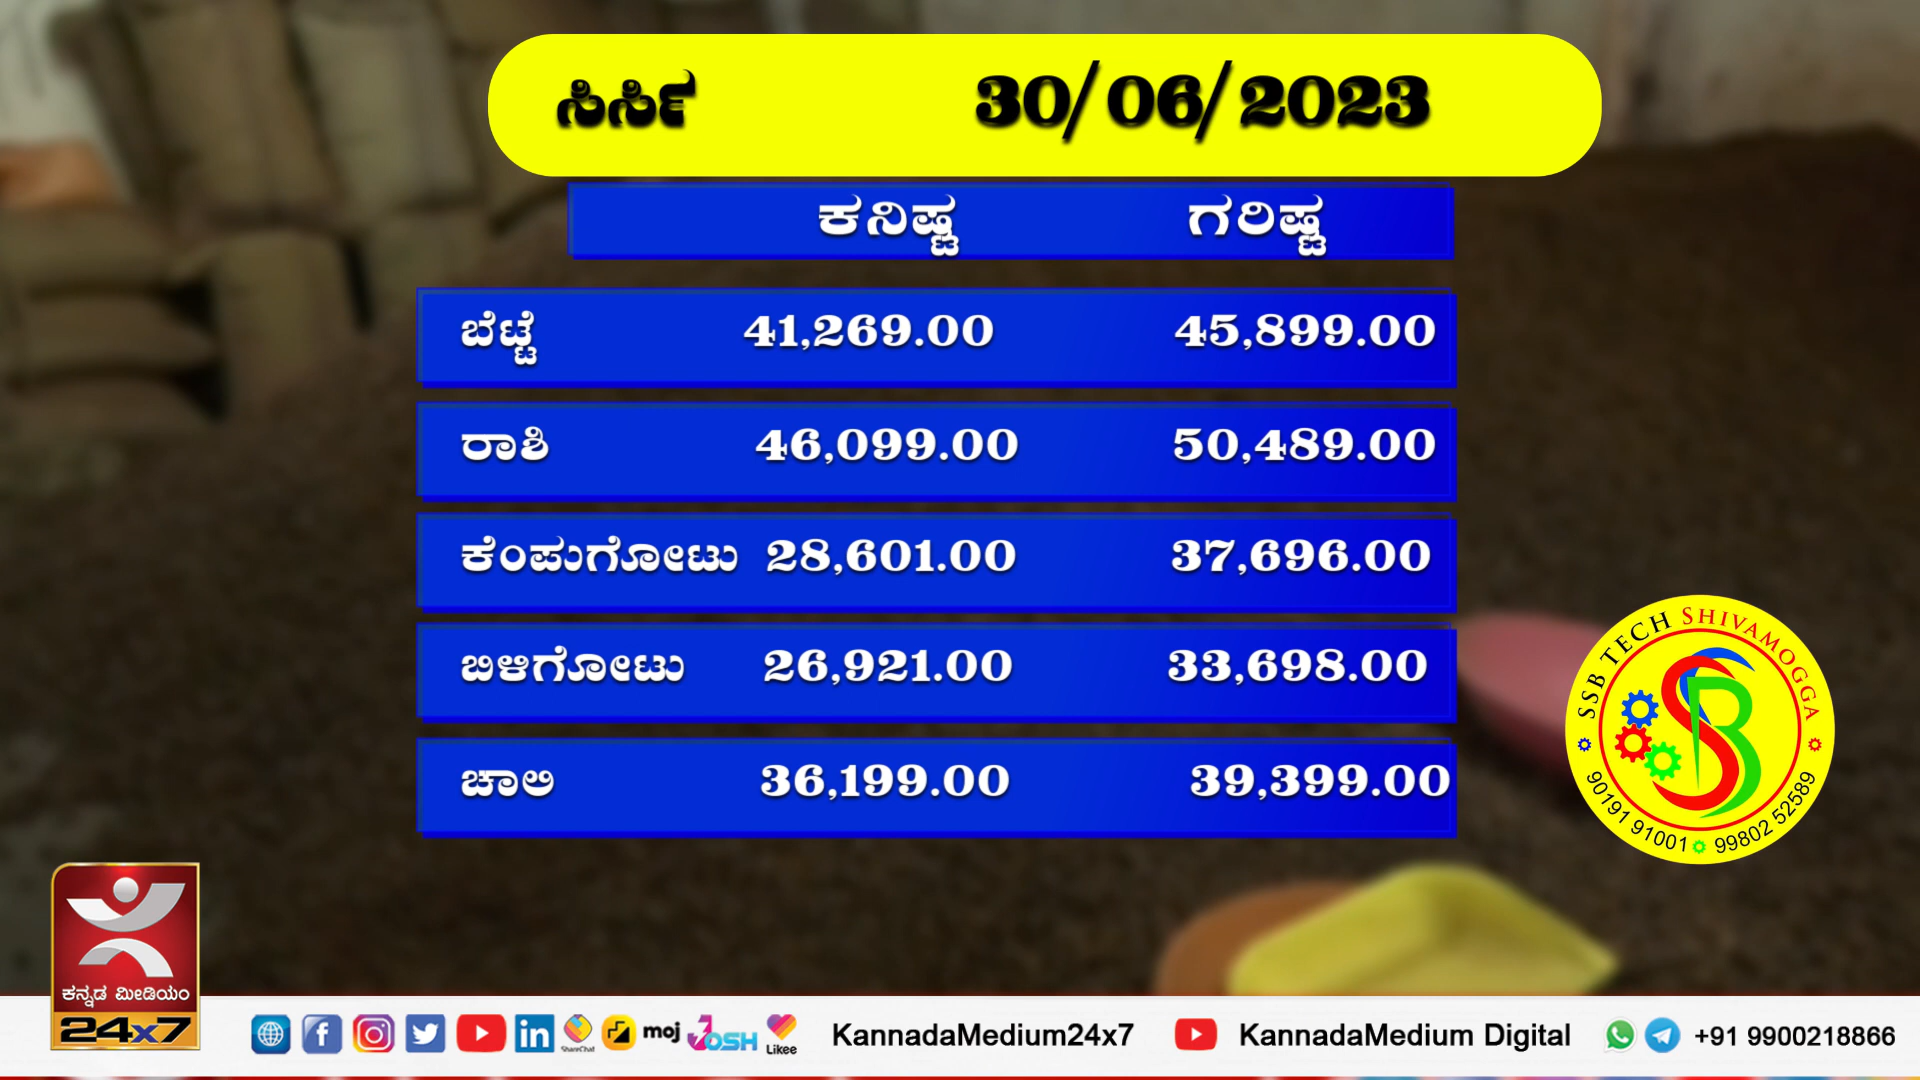 ಸಿರ್ಸಿ 30/06/2023
ಕನಿಷ್ಟ ಗರಿಷ್ಟ
ಬೆಟ್ಟೆ 41,269.00 45,899.00
ರಾಶಿ 46,099.00 50,489.00
ಕೆಂಪುಗೋಟು 28,601.00 37,696.00
ಬಿಳಿಗೋಟು 26,921.00 33,698.00
ಚಾಲಿ 36,199.00 39,399.00
SSB TECH SHIVAMOGGA
90191 91001 99802 52589
ಕನ್ನಡ ಮೀಡಿಯಂ
24x7
ShareChat moj JOSH Likee KannadaMedium24x7 KannadaMedium Digital +91 9900218866